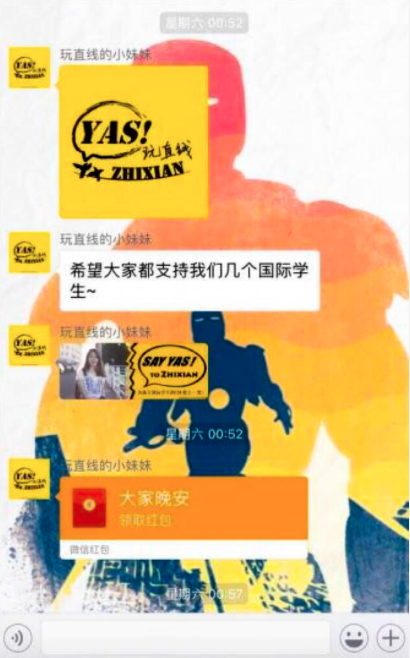 星期六 00:52
玩直线的小妹妹
YAS!
YAS!
玩直线
ZHIXIAN
玩直线的小妹妹
YAS!
希望大家都支持我们几个国际学
生~
玩直线的小妹妹
YAS!
SAY YAS!
TO ZHIXIAN
星期六 00:52
玩直线的小妹妹
YAS!
大家晚安
领取红包
微信红包
星期六 00:57